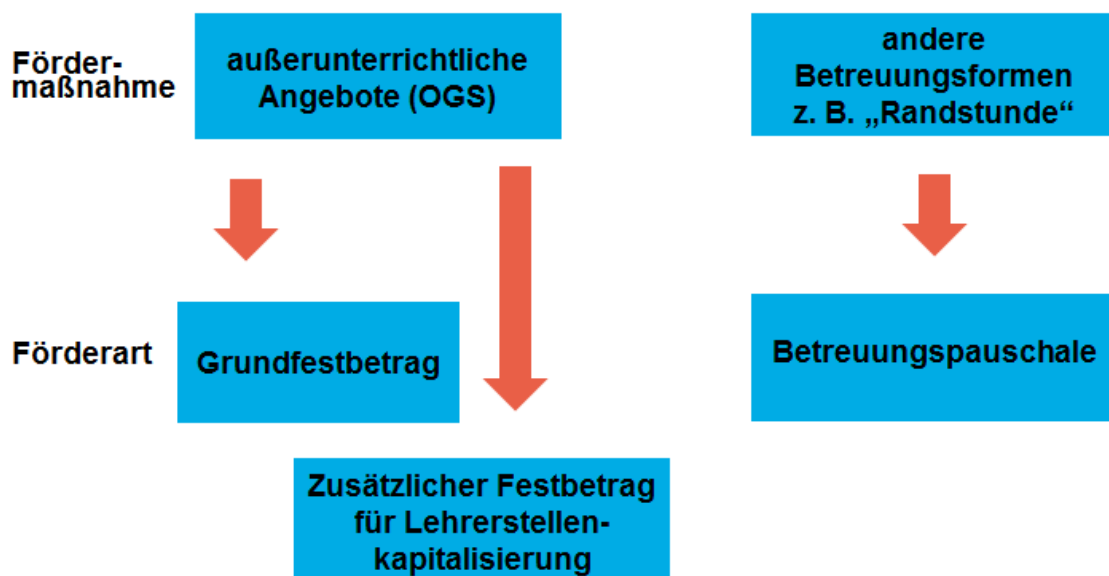 Förder-
maßnahme
außerunterrichtliche
Angebote (OGS)
andere
Betreuungsformen
z. B. „Randstunde“
Förderart
Grundfestbetrag
Betreuungspauschale
Zusätzlicher Festbetrag
für Lehrerstellen-
kapitalisierung